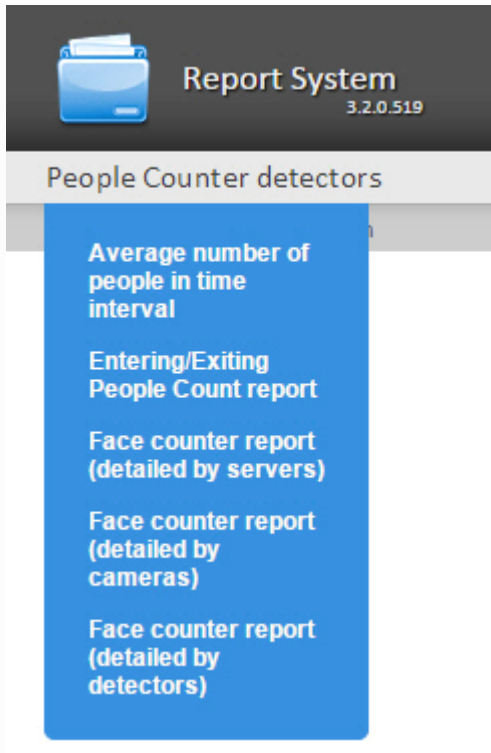 Report System
3.2.0.519
People Counter detectors
Average number of
people in time
interval
Entering/Exiting
People Count report
Face counter report
(detailed by servers)
Face counter report
(detailed by
cameras)
Face counter report
(detailed by
detectors)